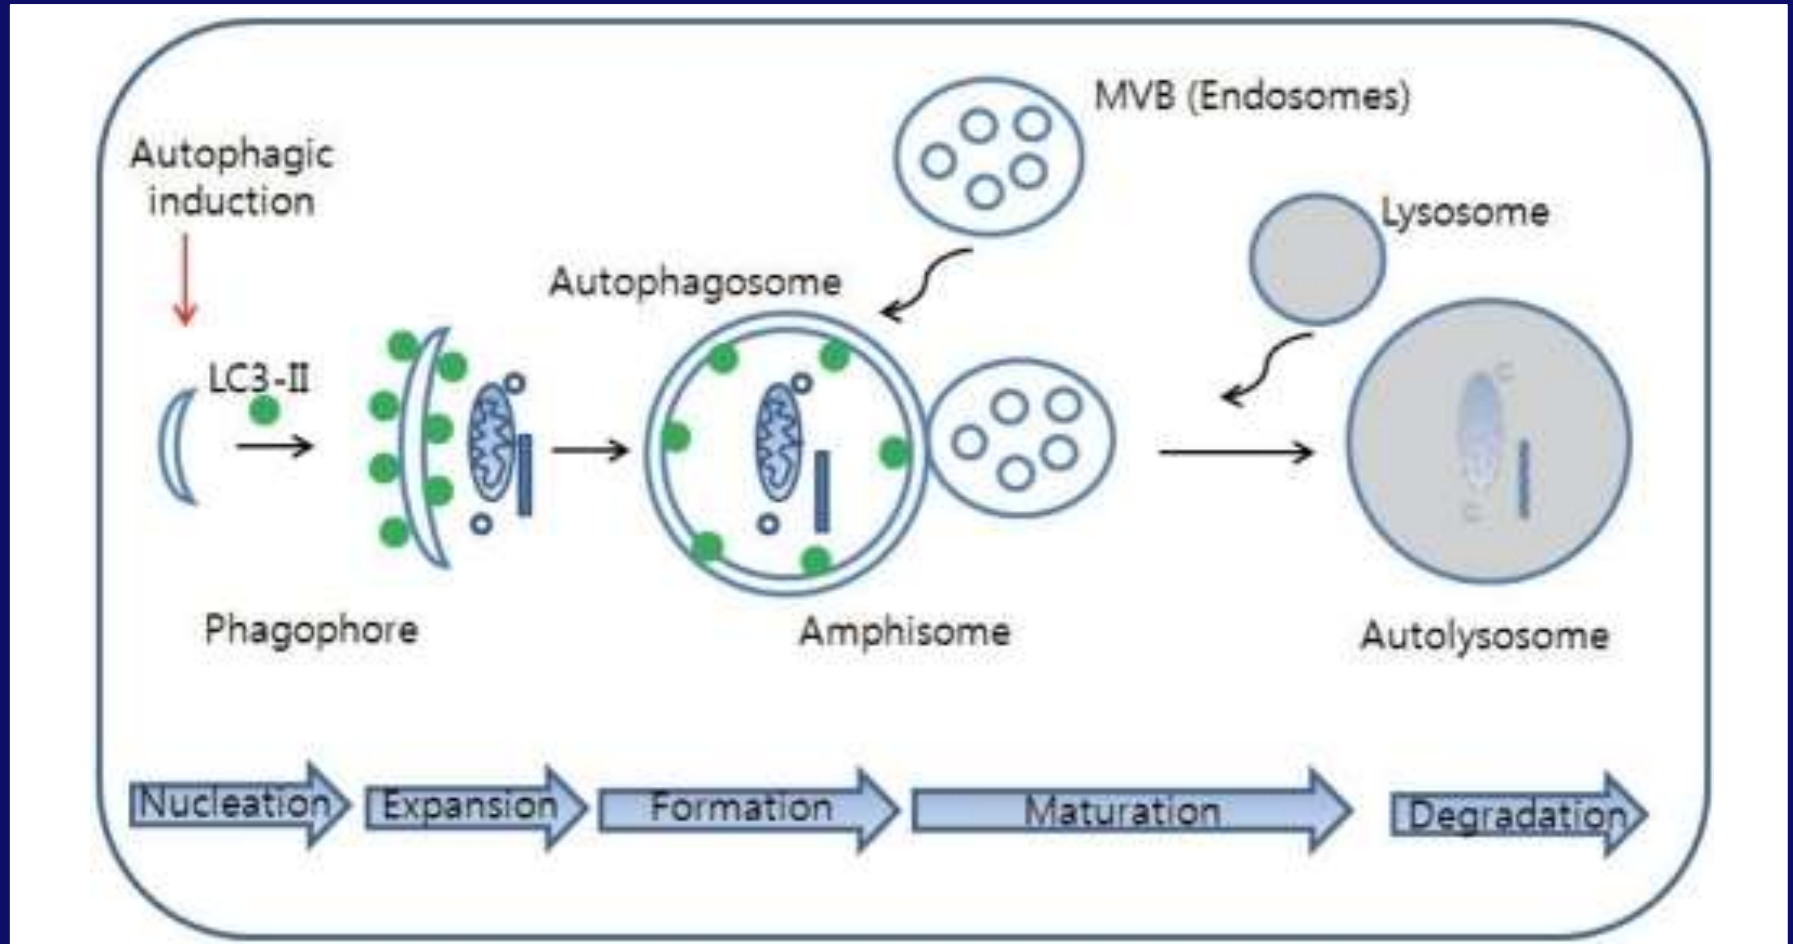 MVB (Endosomes)
Autophagic
induction
Lysosome
Autophagosome
LC3-II
Phagophore
Amphisome
Autolysosome
Nucleation
Expansion
Formation
Maturation
Degradation